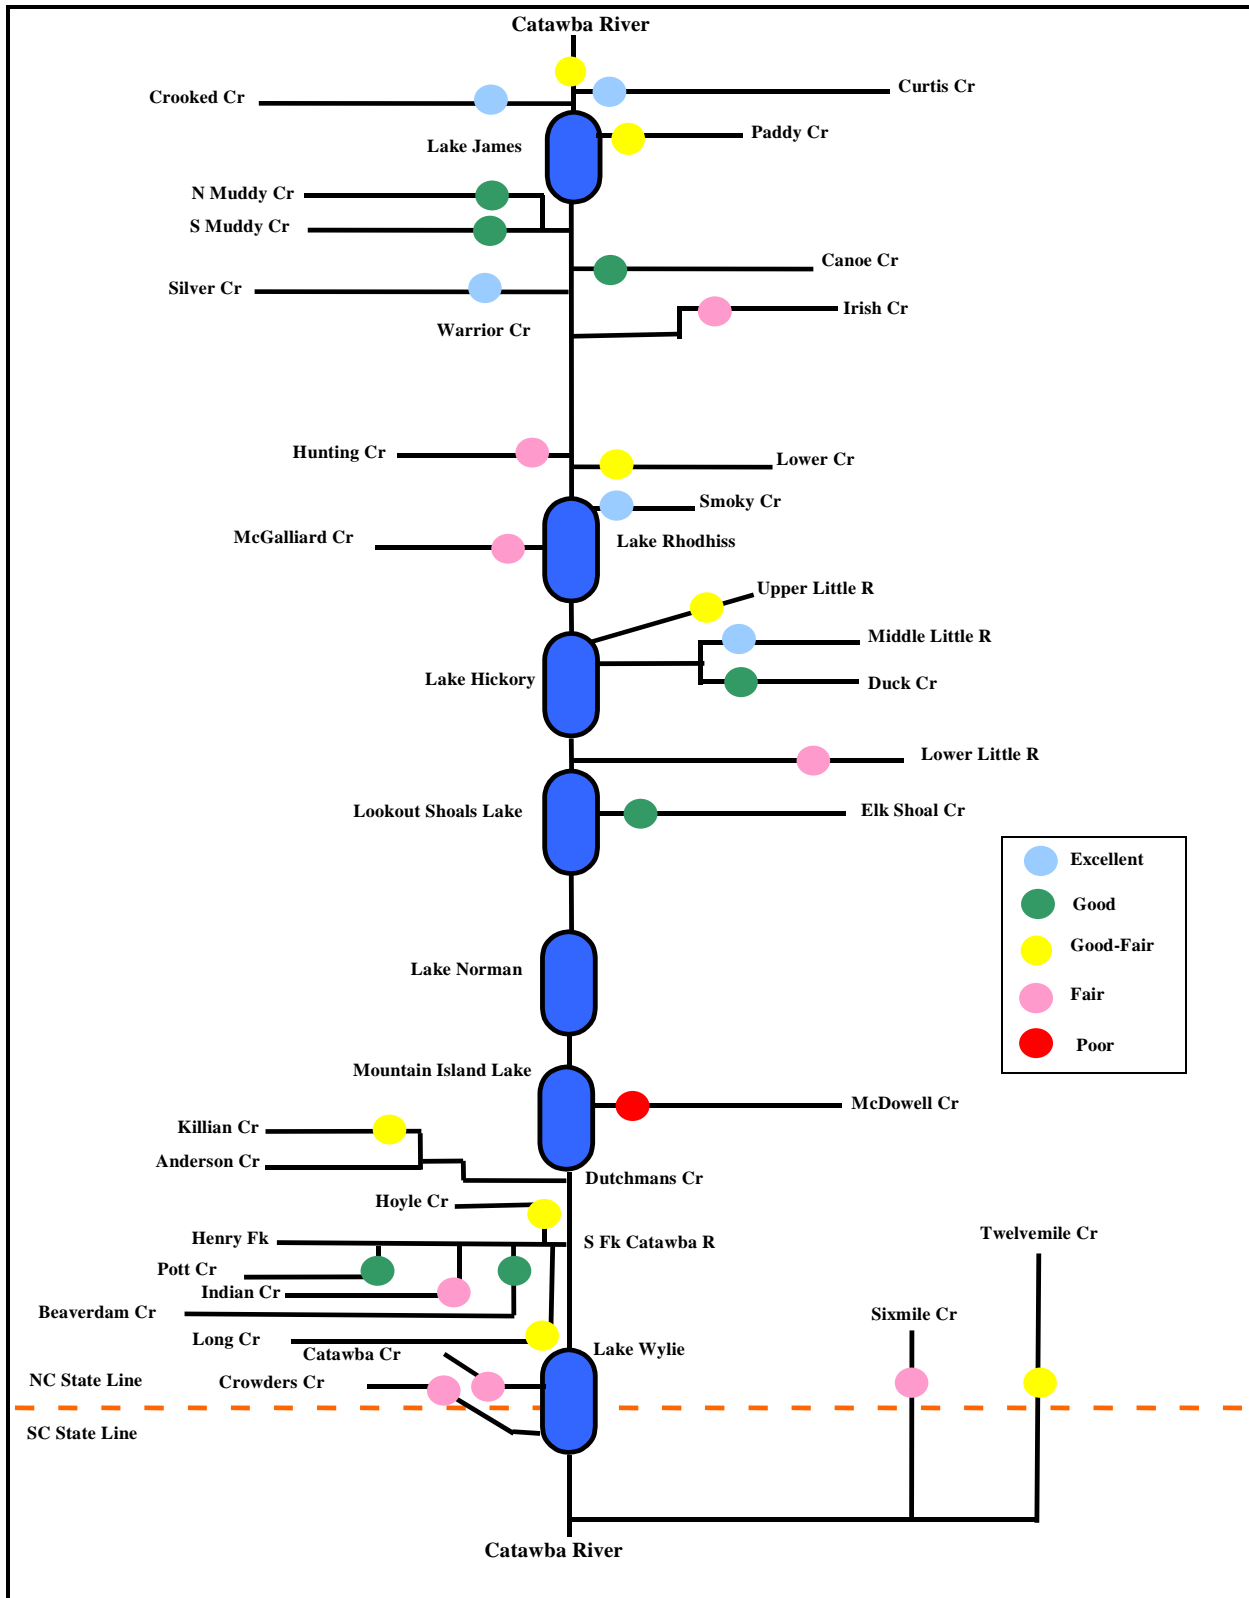 Catawba River
Curtis Cr
Crooked Cr
Paddy Cr
Lake James
N Muddy Cr
S Muddy Cr
Canoe Cr
Silver Cr
Irish Cr
Warrior Cr
Hunting Cr
Lower Cr
Smoky Cr
McGalliard Cr
Lake Rhodhiss
Upper Little R
Middle Little R
Lake Hickory
Duck Cr
Lower Little R
Lookout Shoals Lake
Elk Shoal Cr
Excellent
Good
Good-Fair
Fair
Poor
Lake Norman
Mountain Island Lake
McDowell Cr
Killian Cr
Anderson Cr
Dutchmans Cr
Hoyle Cr
Henry Fk
S Fk Catawba R
Twelvemile Cr
Pott Cr
Indian Cr
Beaverdam Cr
Sixmile Cr
Long Cr
Lake Wylie
Catawba Cr
NC State Line
Crowders Cr
SC State Line
Catawba River